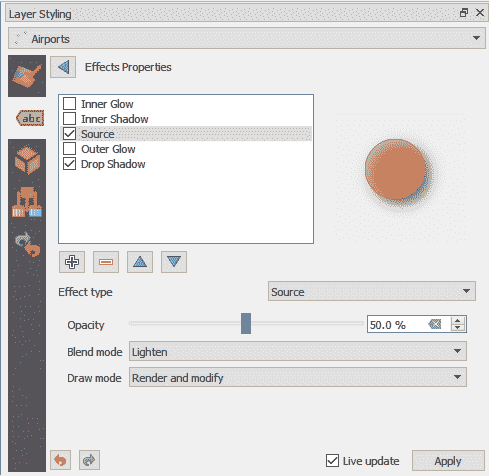 Layer Styling
Airports
Effects Properties
abc
Inner Glow
Inner Shadow
Source
Outer Glow
Drop Shadow
Effect type Source
Opacity 50.0 %
Blend mode Lighten
Draw mode Render and modify
Live update Apply